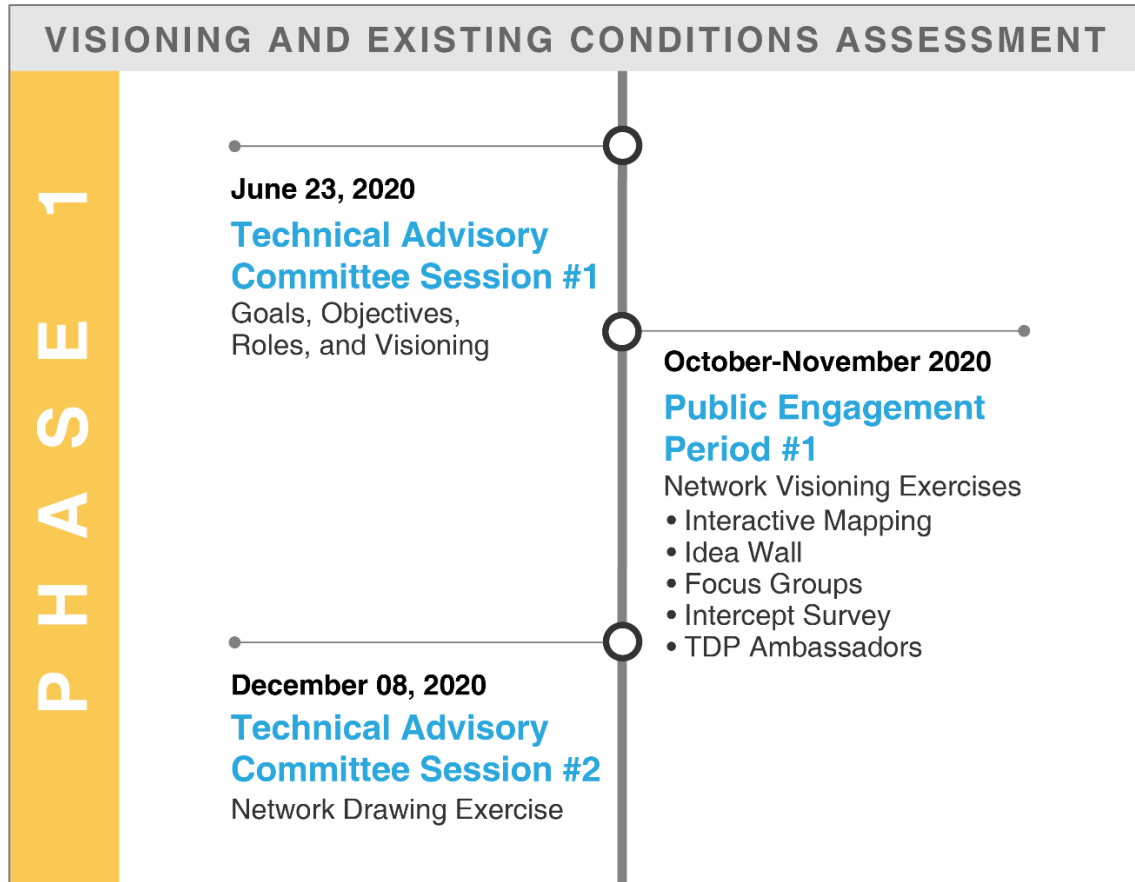 VISIONING AND EXISTING CONDITIONS ASSESSMENT
PHASE 1
June 23, 2020
Technical Advisory
Committee Session #1
Goals, Objectives,
Roles, and Visioning
October-November 2020
Public Engagement
Period #1
Network Visioning Exercises
• Interactive Mapping
• Idea Wall
• Focus Groups
• Intercept Survey
• TDP Ambassadors
December 08, 2020
Technical Advisory
Committee Session #2
Network Drawing Exercise